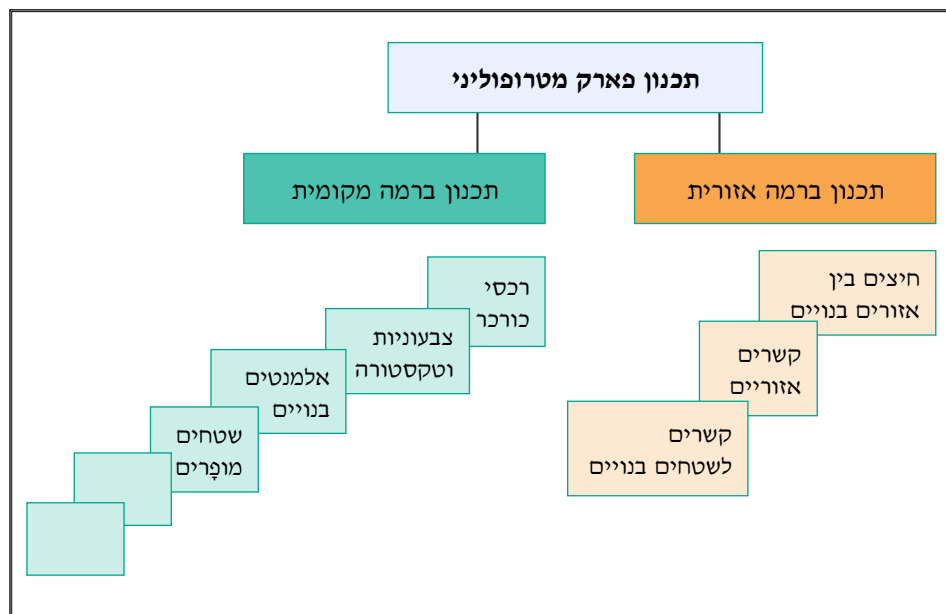 תכנון פארק מטרופוליני
תכנון ברמה אזורית
תכנון ברמה מקומית
חיצים בין
אזורים בנויים
קשרים
אזוריים
קשרים
לשטחים בנויים
רכסי
כורכר
צבעוניות
וטקסטורה
אלמנטים
בנויים
שטחים
מופָרים